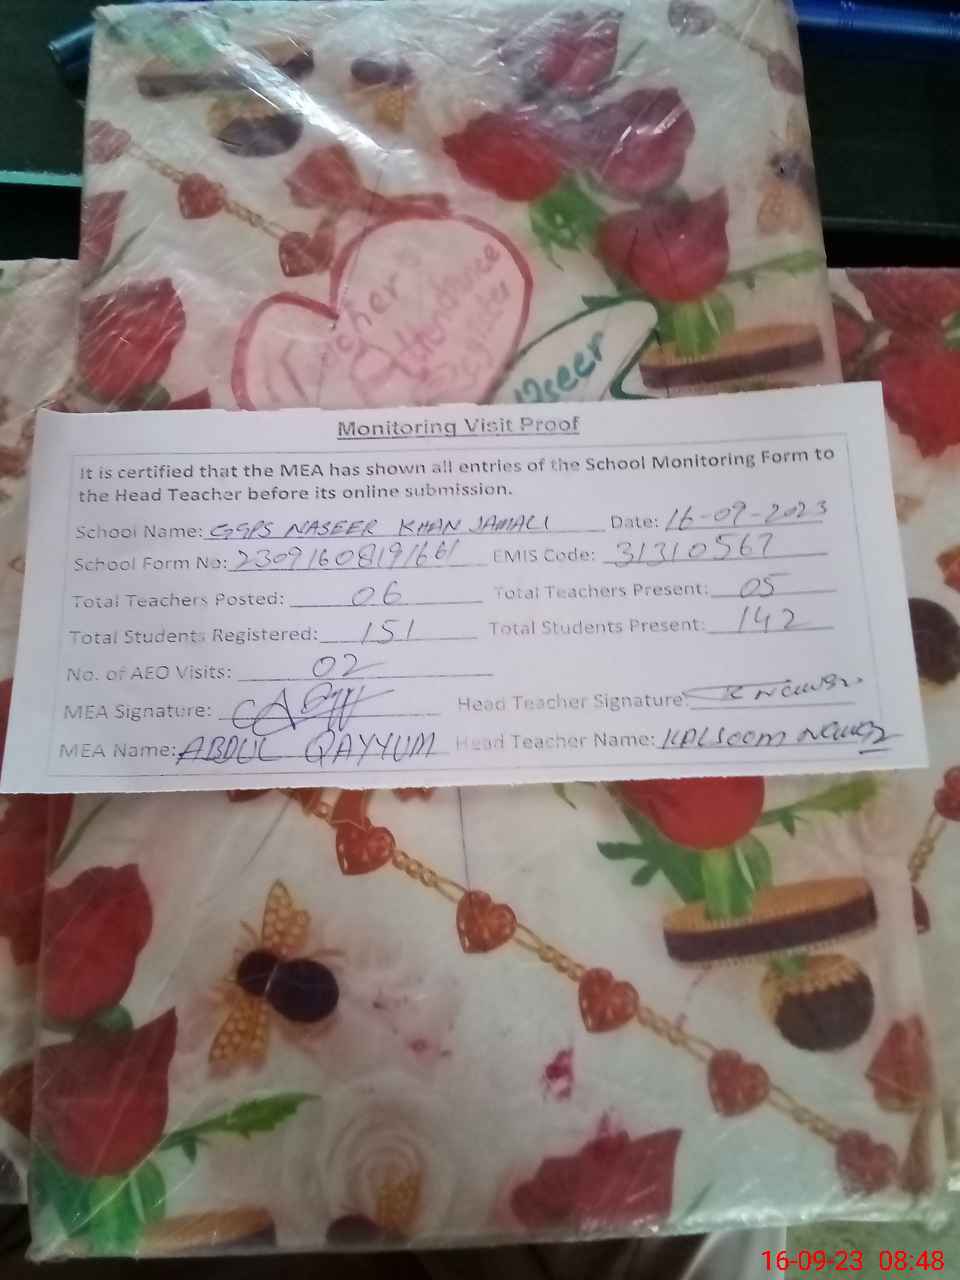 Teacher's
Attendance
Register
Monitoring Visit Proof
It is certified that the MEA has shown all entries of the School Monitoring Form to
the Head Teacher before its online submission.
School Name: GGPS NASEER KHAN JAMALI Date: 16-09-2023
School Form No: 23091608191661 EMIS Code: 31310567
Total Teachers Posted: 06 Total Teachers Present: 05
Total Students Registered: 151 Total Students Present: 142
No. of AEO Visits: 02
MEA Signature: Head Teacher Signature:
MEA Name: ABDUL QAYYUM Head Teacher Name: Kalsoom Nawaz
16-09-23 08:48